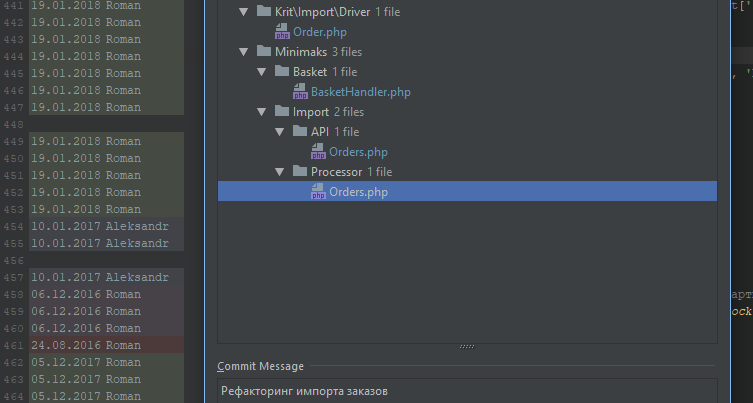 441 19.01.2018 Roman
442 19.01.2018 Roman
443 19.01.2018 Roman
444 19.01.2018 Roman
445 19.01.2018 Roman
446 19.01.2018 Roman
447 19.01.2018 Roman
448
449 19.01.2018 Roman
450 19.01.2018 Roman
451 19.01.2018 Roman
452 19.01.2018 Roman
453 19.01.2018 Roman
454 10.01.2017 Aleksandr
455 10.01.2017 Aleksandr
456
457 10.01.2017 Aleksandr
458 06.12.2016 Roman
459 06.12.2016 Roman
460 06.12.2016 Roman
461 24.08.2016 Roman
462 05.12.2017 Roman
463 05.12.2017 Roman
464 05.12.2017 Roman
Krit\Import\Driver 1 file
php Order.php
Minimaks 3 files
Basket 1 file
php BasketHandler.php
Import 2 files
API 1 file
php Orders.php
Processor 1 file
php Orders.php
Commit Message
Рефакторинг импорта заказов
t['
, '
арт
ock